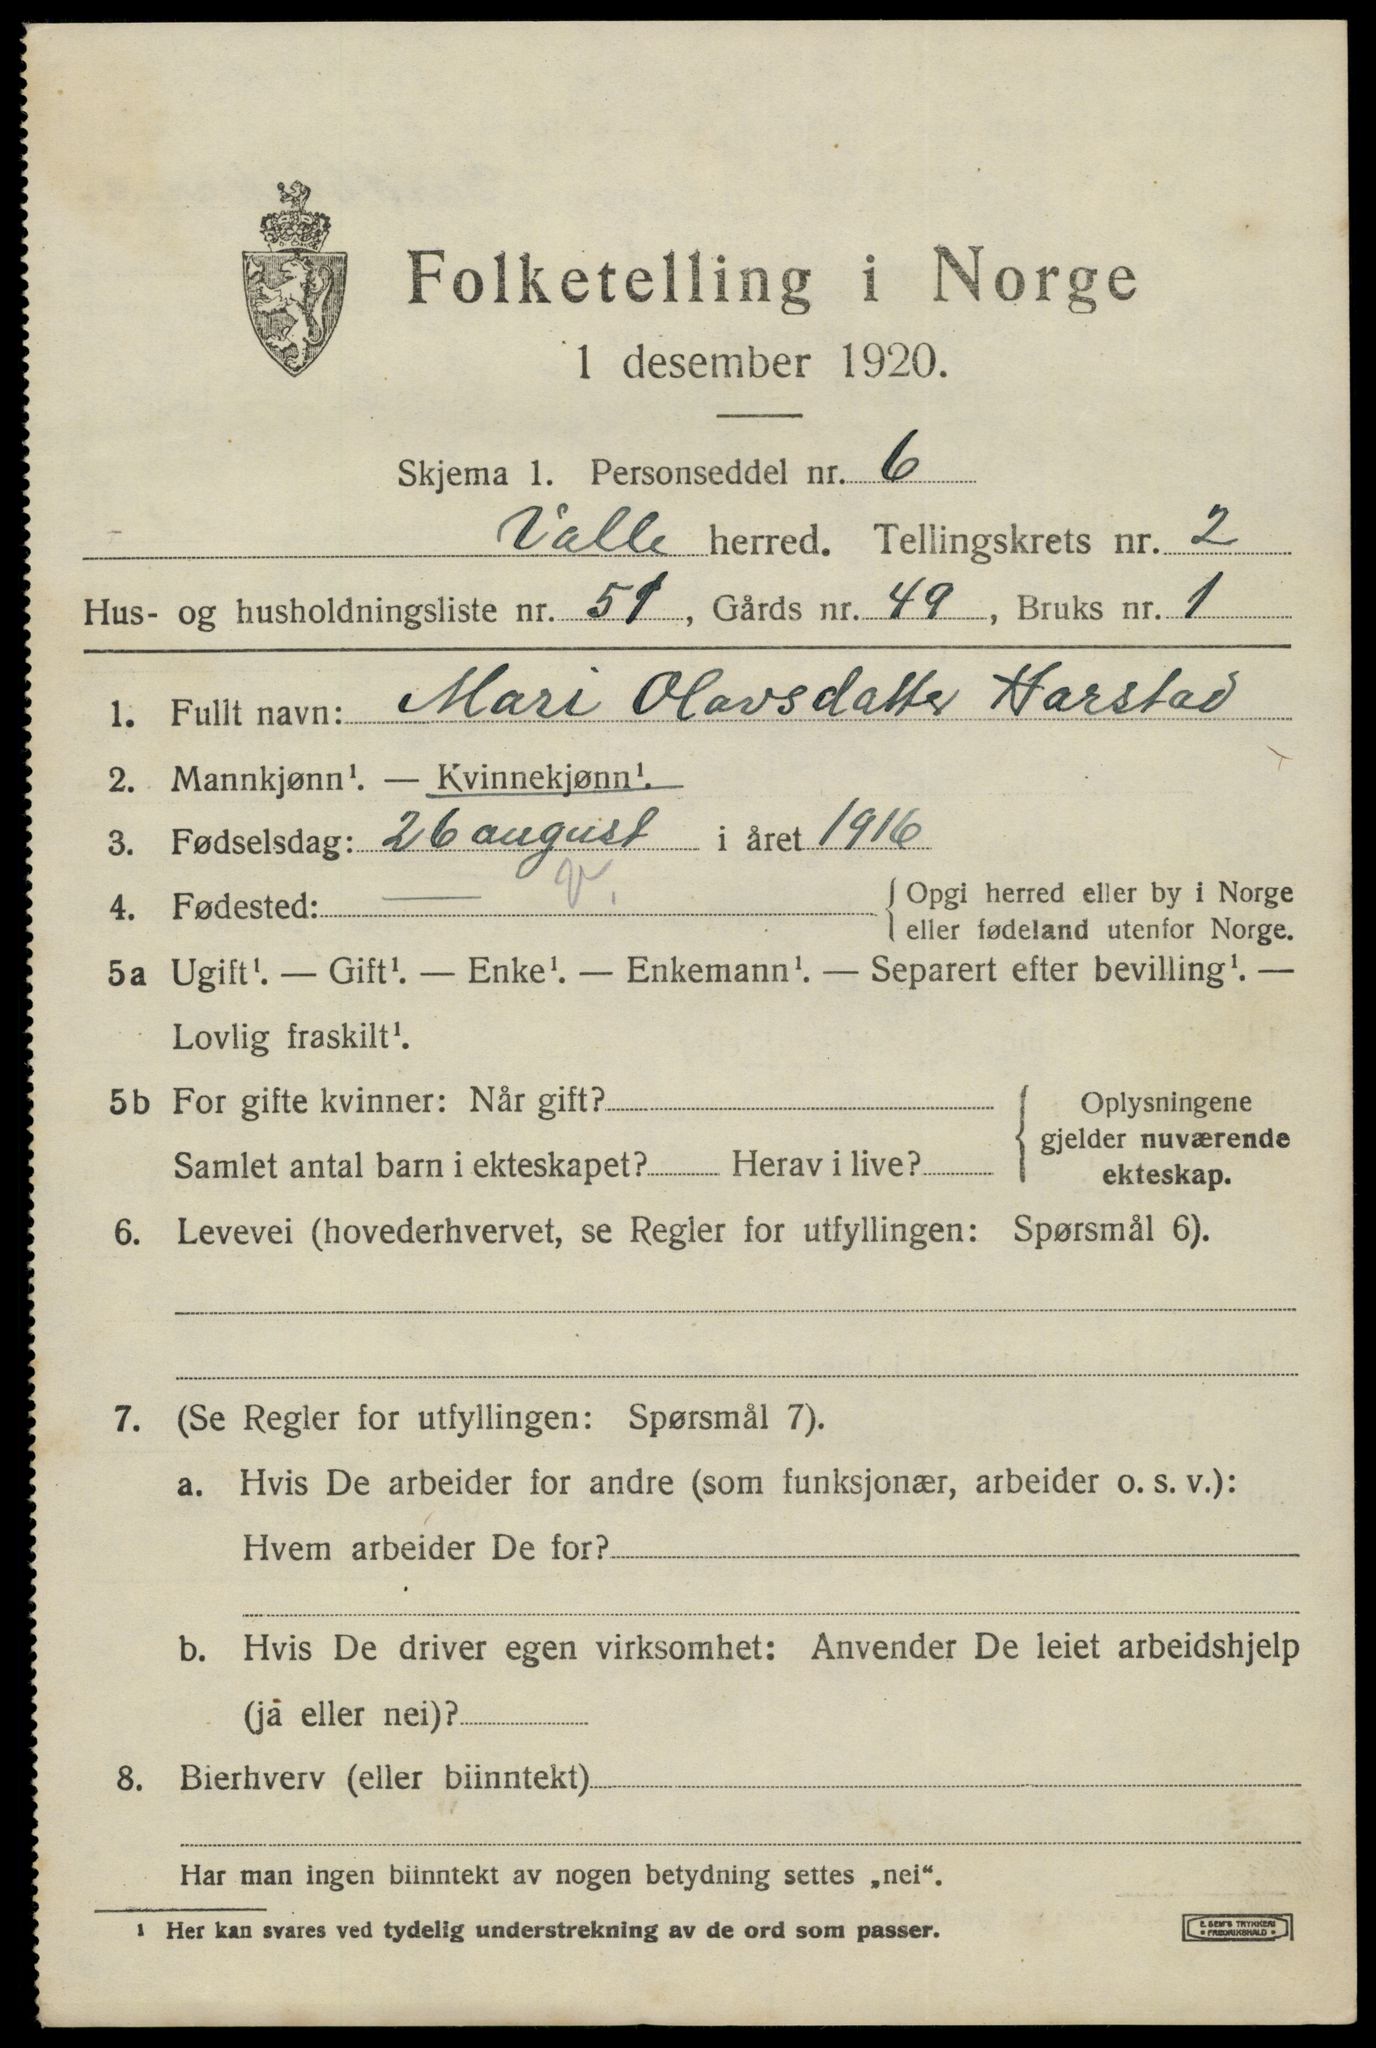 Folketelling i Norge
1 desember 1920.
Skjema 1. Personseddel nr. 6
Valle herred. Tellingskrets nr. 2
Hus- og husholdningsliste nr. 51, Gårds nr. 49, Bruks nr. 1
1. Fullt navn: Mari Olavsdatter Harstad
2. Mannkjønn¹. — Kvinnekjønn¹.
3. Fødselsdag: 26 august i året 1916
4. Fødested: — V. { Opgi herred eller by i Norge
eller fødeland utenfor Norge.
5a Ugift¹. — Gift¹. — Enke¹. — Enkemann¹. — Separert efter bevilling¹. —
Lovlig fraskilt¹.
5b For gifte kvinner: Når gift? { Oplysningene
gjelder nuværende
Samlet antal barn i ekteskapet? Herav i live? ekteskap.
6. Levevei (hovederhvervet, se Regler for utfyllingen: Spørsmål 6).
7. (Se Regler for utfyllingen: Spørsmål 7).
a. Hvis De arbeider for andre (som funksjonær, arbeider o. s. v.):
Hvem arbeider De for?
b. Hvis De driver egen virksomhet: Anvender De leiet arbeidshjelp
(ja eller nei)?
8. Bierhverv (eller biinntekt)
Har man ingen biinntekt av nogen betydning settes „nei“.
¹ Her kan svares ved tydelig understrekning av de ord som passer.
E. SEM'S TRYKKERI
• FREDRIKSHALD •